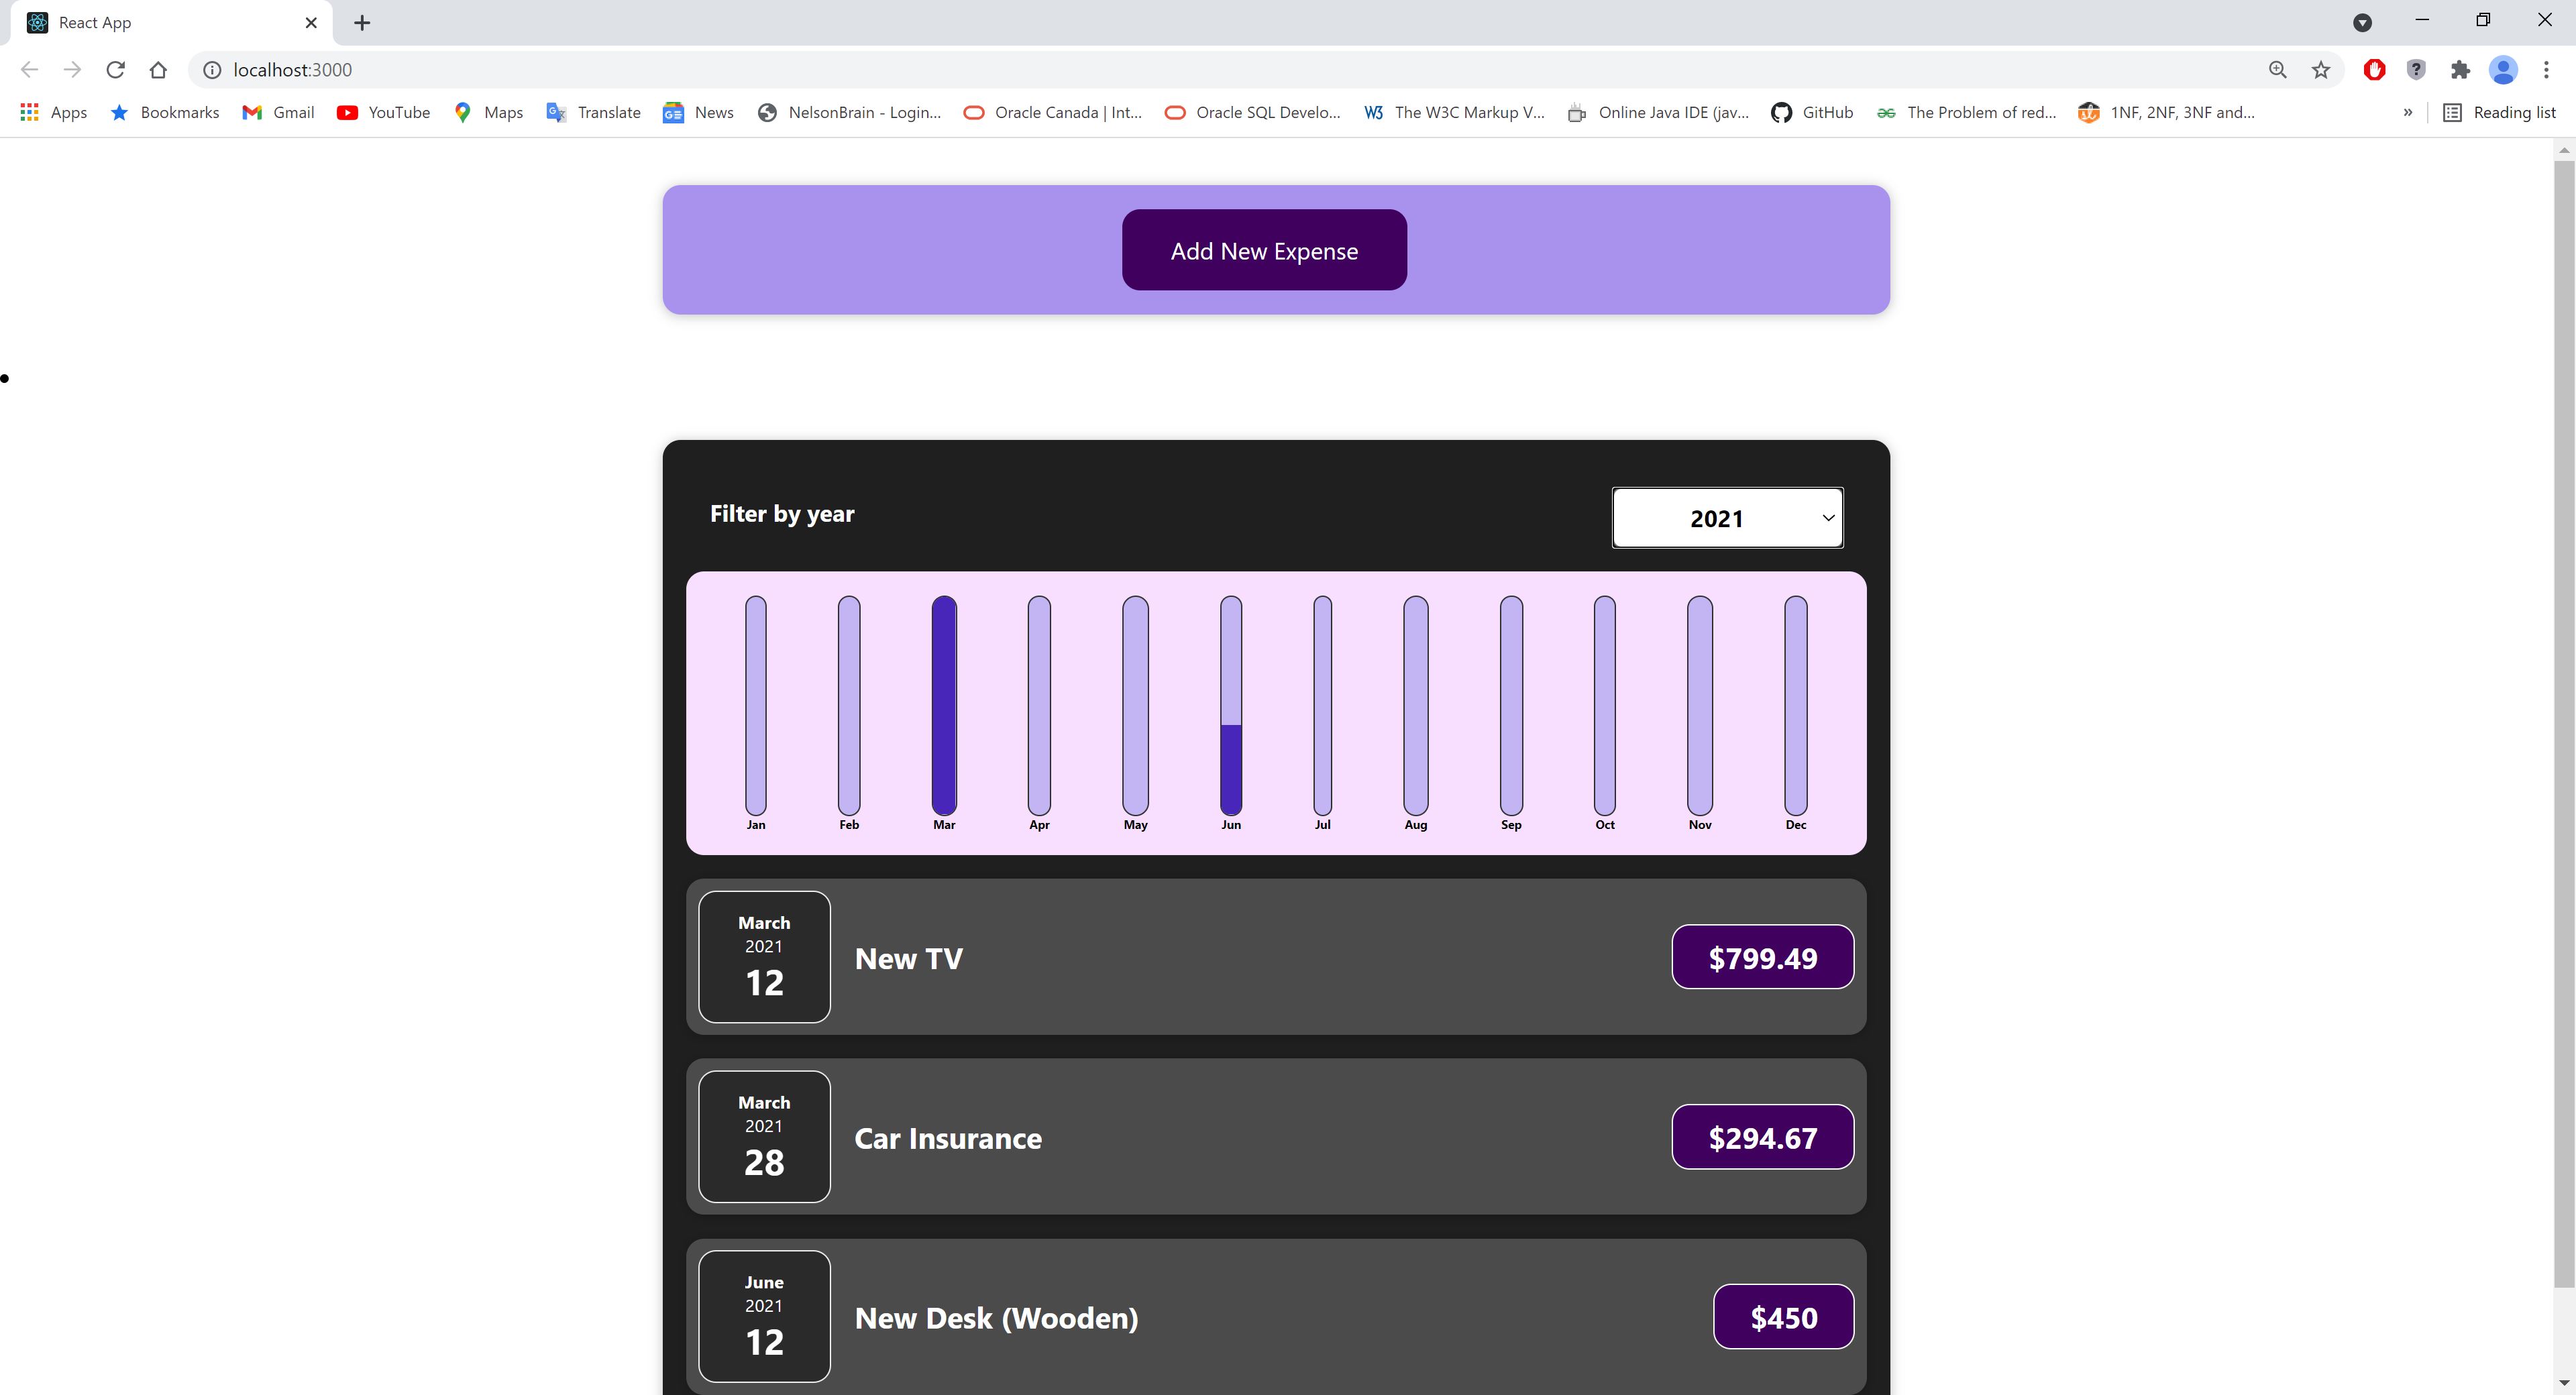 React App
localhost:3000
Apps Bookmarks Gmail YouTube Maps Translate News NelsonBrain - Login... Oracle Canada | Int... Oracle SQL Develo... The W3C Markup V... Online Java IDE (jav... GitHub The Problem of red... 1NF, 2NF, 3NF and... » Reading list
Add New Expense
Filter by year
2021
Jan Feb Mar Apr May Jun Jul Aug Sep Oct Nov Dec
March
2021
12
New TV
$799.49
March
2021
28
Car Insurance
$294.67
June
2021
12
New Desk (Wooden)
$450